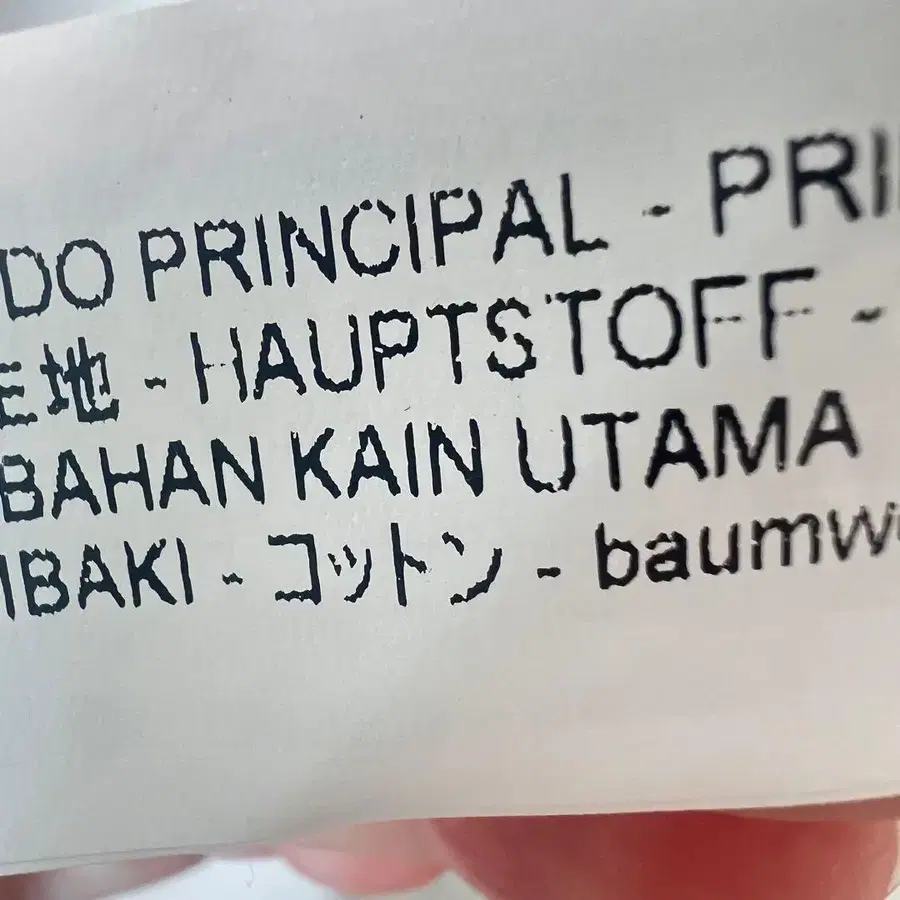 DO PRINCIPAL - PRI
地 - HAUPTSTOFF -
BAHAN KAIN UTAMA
IBAKI - コットン - baumw